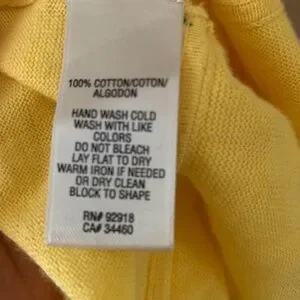 100% COTTON/COTON/
ALGODON
HAND WASH COLD
WASH WITH LIKE
COLORS
DO NOT BLEACH
LAY FLAT TO DRY
WARM IRON IF NEEDED
OR DRY CLEAN
BLOCK TO SHAPE
RN# 92918
CA# 34460